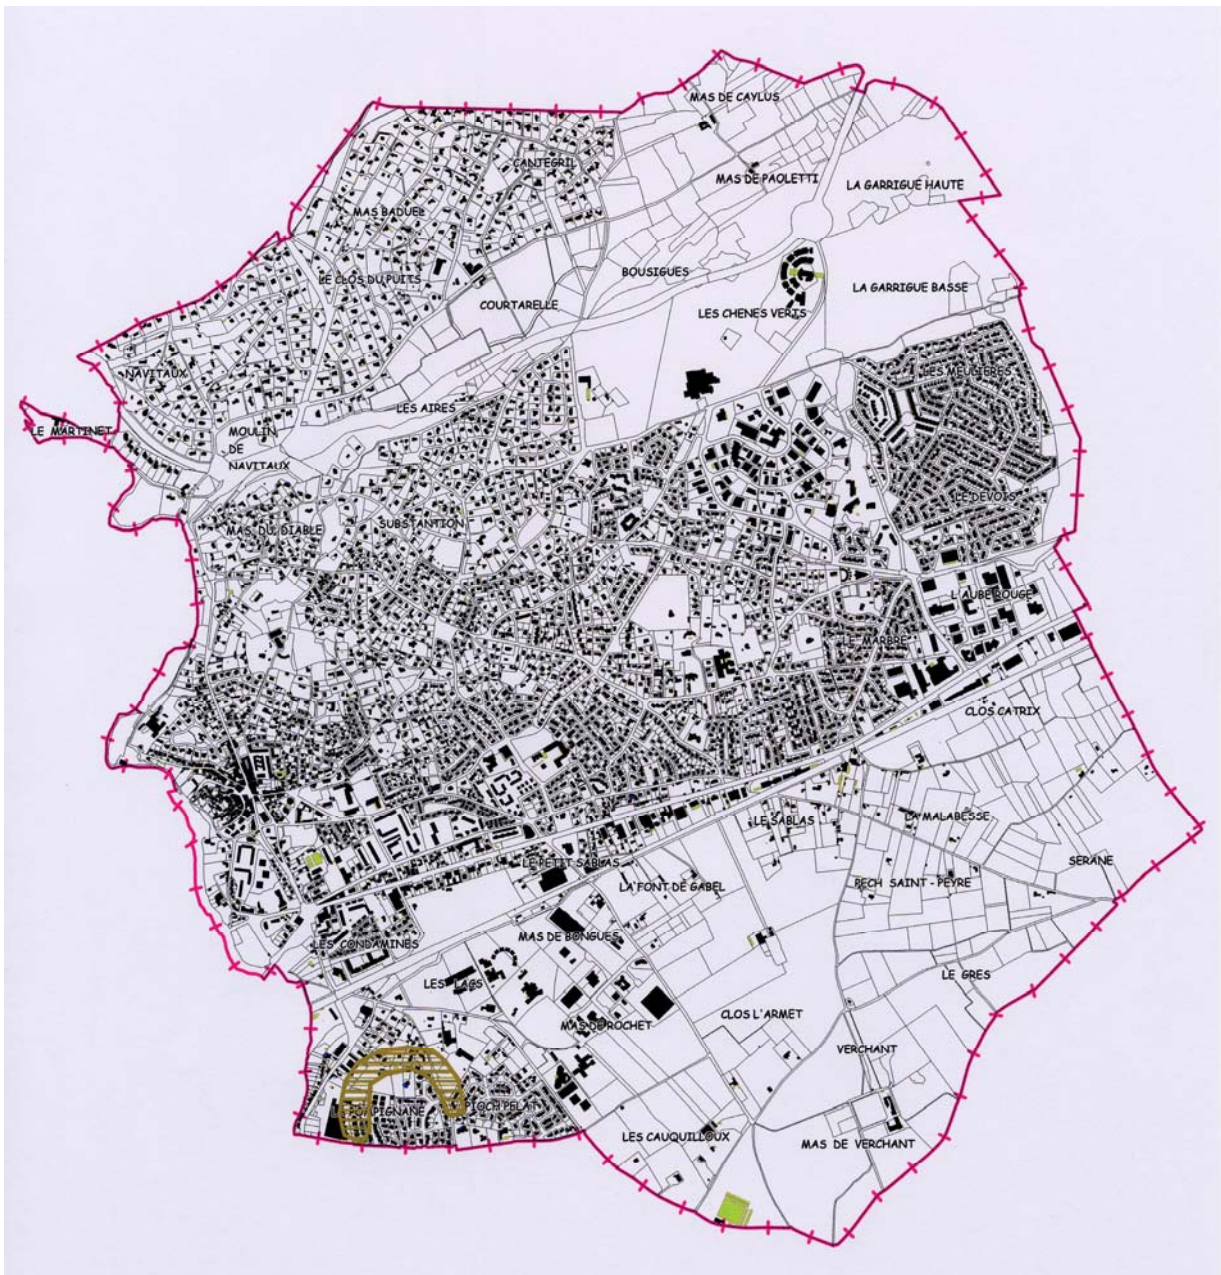 MAS DE CAYLUS
CANTEGRIL
MAS DE PAOLETTI
LA GARRIGUE HAUTE
MAS BADUEL
BOUSIGUES
LE CLOS DU PUITS
LA GARRIGUE BASSE
COURTARELLE
LES CHENES VERTS
NAVITAUX
LES MEULIERES
LES AIRES
LE MARTINET
MOULIN
DE
NAVITAUX
LE DEVOIS
SUBSTANTION
MAS DU DIABLE
L'AUBE ROUGE
LE MARBRE
CLOS CATRIX
LE SABLAS
LA MALABESSE
LE PETIT SABLAS
SERANE
LA FONT DE GABEL
PECH SAINT - PEYRE
MAS DE BONGUES
LES CONDAMINES
LE GRES
LES LACS
CLOS L'ARMET
MAS DE ROCHET
VERCHANT
POMPIGNANE
PIOCH PELAT
LES CAUQUILLOUX
MAS DE VERCHANT